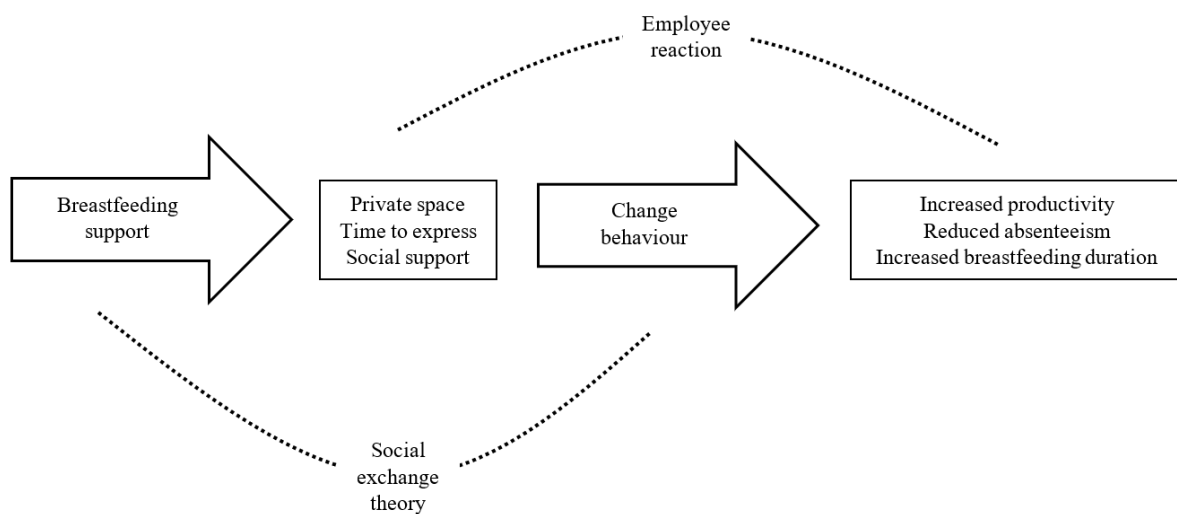 Employee
reaction
Breastfeeding
support
Private space
Time to express
Social support
Change
behaviour
Increased productivity
Reduced absenteeism
Increased breastfeeding duration
Social
exchange
theory